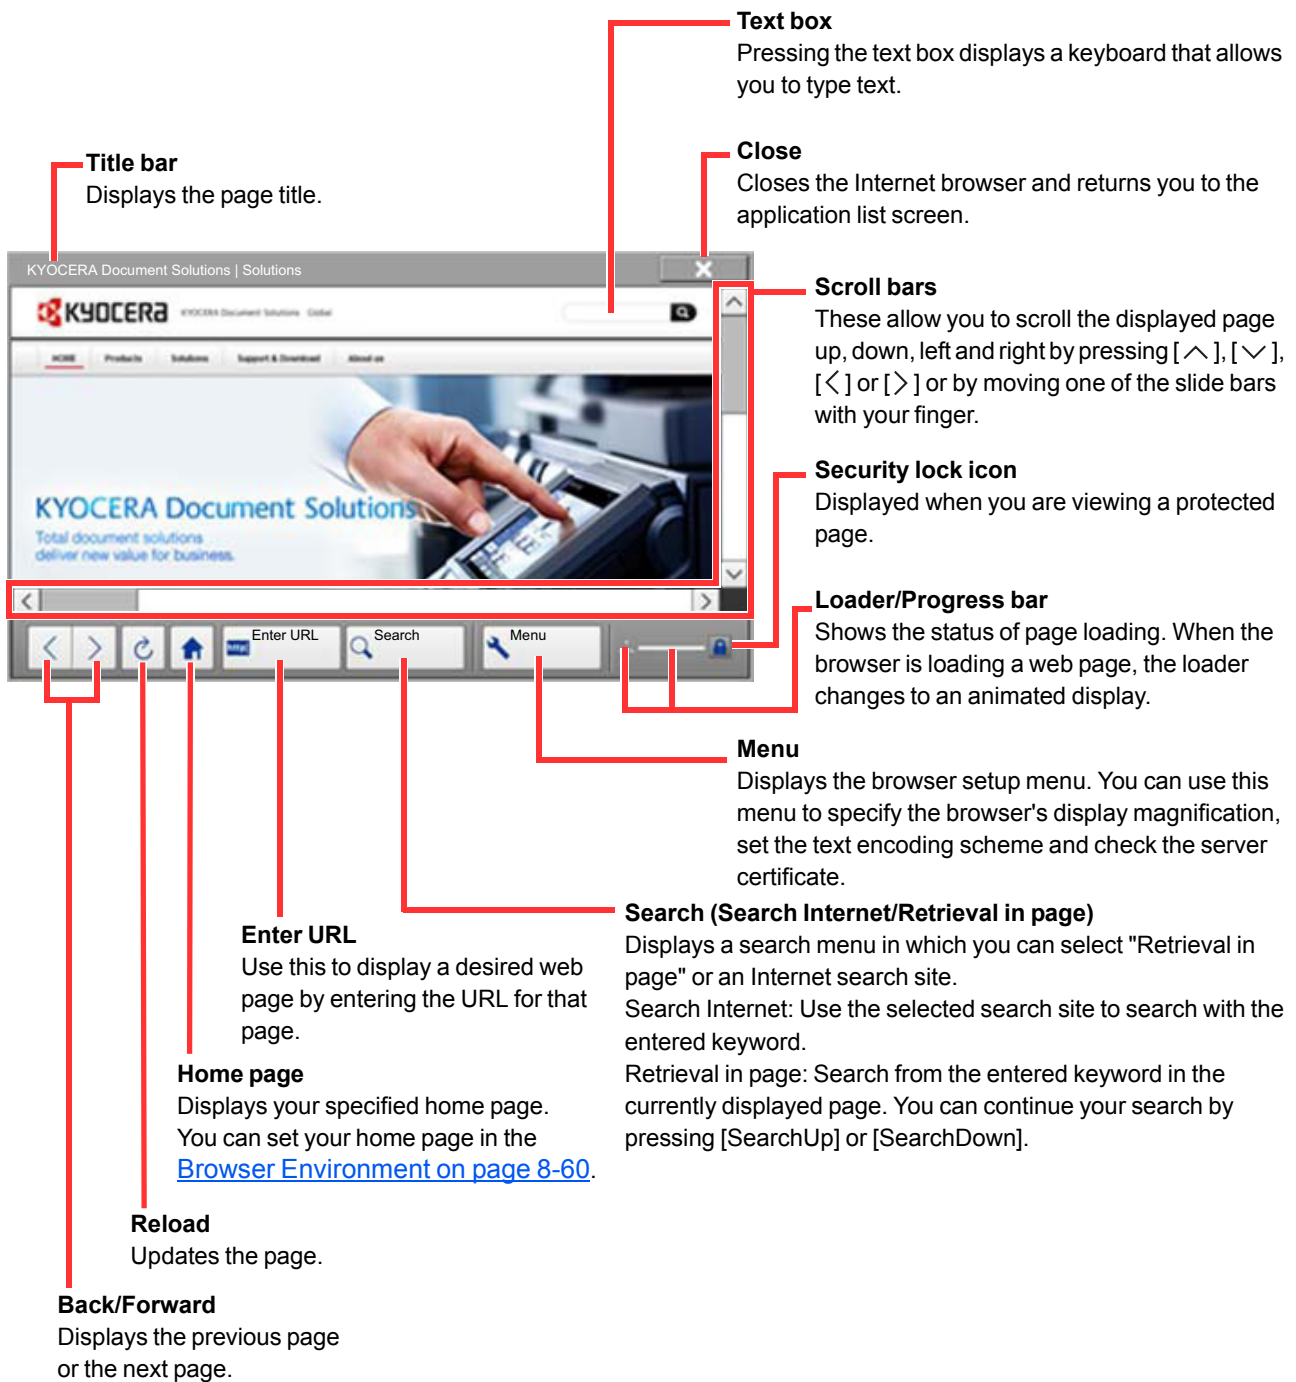 Text box
Pressing the text box displays a keyboard that allows
you to type text.
Title bar
Displays the page title.
Close
Closes the Internet browser and returns you to the
application list screen.
KYOCERA Document Solutions | Solutions
KYOCERA KYOCERA Document Solutions Global
HOME Products Solutions Support & Download About us
KYOCERA Document Solutions
Total document solutions
deliver new value for business.
Scroll bars
These allow you to scroll the displayed page
up, down, left and right by pressing [ ︿ ], [ ﹀ ],
[ 〈 ] or [ 〉 ] or by moving one of the slide bars
with your finger.
Security lock icon
Displayed when you are viewing a protected
page.
Loader/Progress bar
Shows the status of page loading. When the
browser is loading a web page, the loader
changes to an animated display.
Enter URL Search Menu
Menu
Displays the browser setup menu. You can use this
menu to specify the browser's display magnification,
set the text encoding scheme and check the server
certificate.
Search (Search Internet/Retrieval in page)
Displays a search menu in which you can select "Retrieval in
page" or an Internet search site.
Search Internet: Use the selected search site to search with the
entered keyword.
Retrieval in page: Search from the entered keyword in the
currently displayed page. You can continue your search by
pressing [SearchUp] or [SearchDown].
Enter URL
Use this to display a desired web
page by entering the URL for that
page.
Home page
Displays your specified home page.
You can set your home page in the
Browser Environment on page 8-60.
Reload
Updates the page.
Back/Forward
Displays the previous page
or the next page.